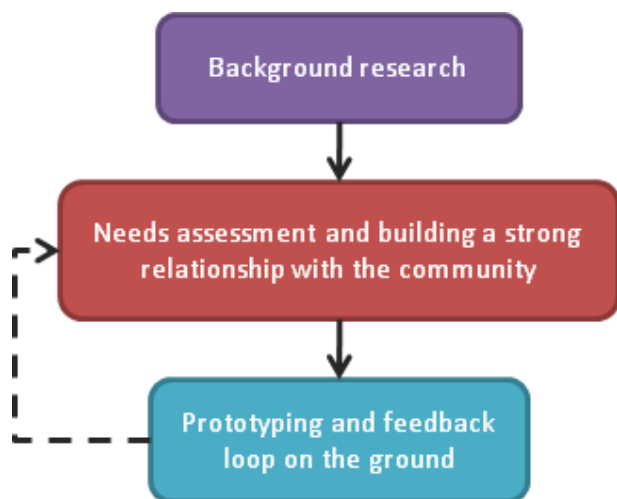 Background research
Needs assessment and building a strong
relationship with the community
Prototyping and feedback
loop on the ground